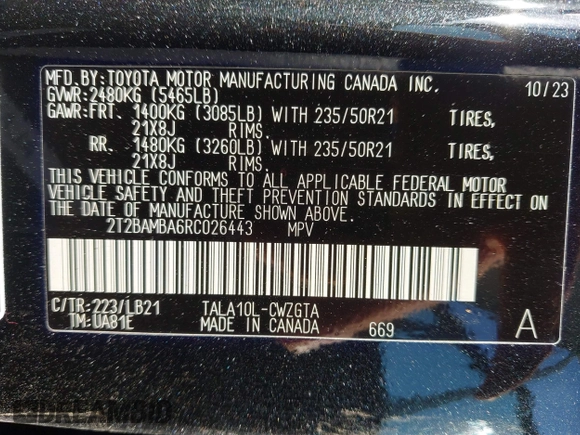 MFD.BY:TOYOTA MOTOR MANUFACTURING CANADA INC. 10/23
GVWR:2480KG (5465LB)
GAWR:FRT. 1400KG (3085LB) WITH 235/50R21 TIRES,
21X8J RIMS.
RR. 1480KG (3260LB) WITH 235/50R21 TIRES,
21X8J RIMS.
THIS VEHICLE CONFORMS TO ALL APPLICABLE FEDERAL MOTOR
VEHICLE SAFETY AND THEFT PREVENTION STANDARDS IN EFFECT ON
THE DATE OF MANUFACTURE SHOWN ABOVE.
2T2BAMBA6RC026443 MPV
C/TR:223/LB21 TALA10L-CWZGTA
TM:UA81E MADE IN CANADA 669 A